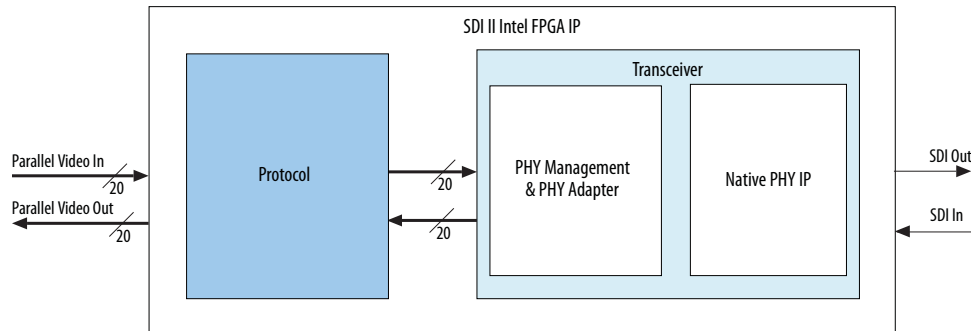 SDI II Intel FPGA IP
Transceiver
Parallel Video In
20
Parallel Video Out
20
Protocol
20
20
PHY Management
& PHY Adapter
Native PHY IP
SDI Out
SDI In